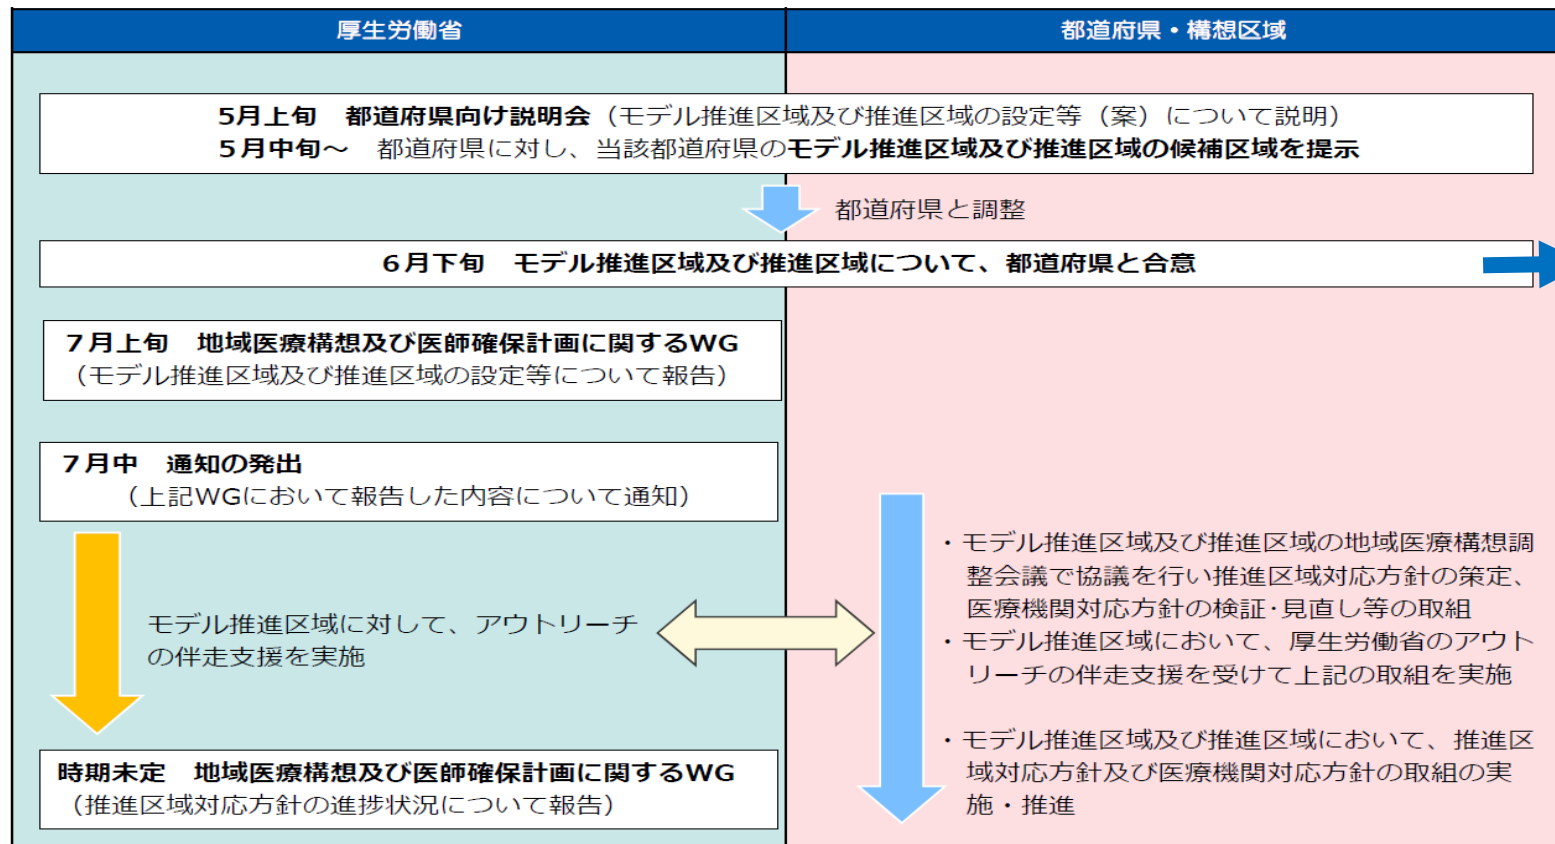 厚生労働省
都道府県・構想区域
5月上旬　都道府県向け説明会（モデル推進区域及び推進区域の設定等（案）について説明）
５月中旬～　都道府県に対し、当該都道府県のモデル推進区域及び推進区域の候補区域を提示
都道府県と調整
６月下旬　モデル推進区域及び推進区域について、都道府県と合意
７月上旬　地域医療構想及び医師確保計画に関するWG
（モデル推進区域及び推進区域の設定等について報告）
７月中　通知の発出
（上記WGにおいて報告した内容について通知）
モデル推進区域に対して、アウトリーチ
の伴走支援を実施
時期未定　地域医療構想及び医師確保計画に関するWG
（推進区域対応方針の進捗状況について報告）
・モデル推進区域及び推進区域の地域医療構想調
整会議で協議を行い推進区域対応方針の策定、
医療機関対応方針の検証･見直し等の取組
・モデル推進区域において、厚生労働省のアウト
リーチの伴走支援を受けて上記の取組を実施
・モデル推進区域及び推進区域において、推進区
域対応方針及び医療機関対応方針の取組の実
施・推進